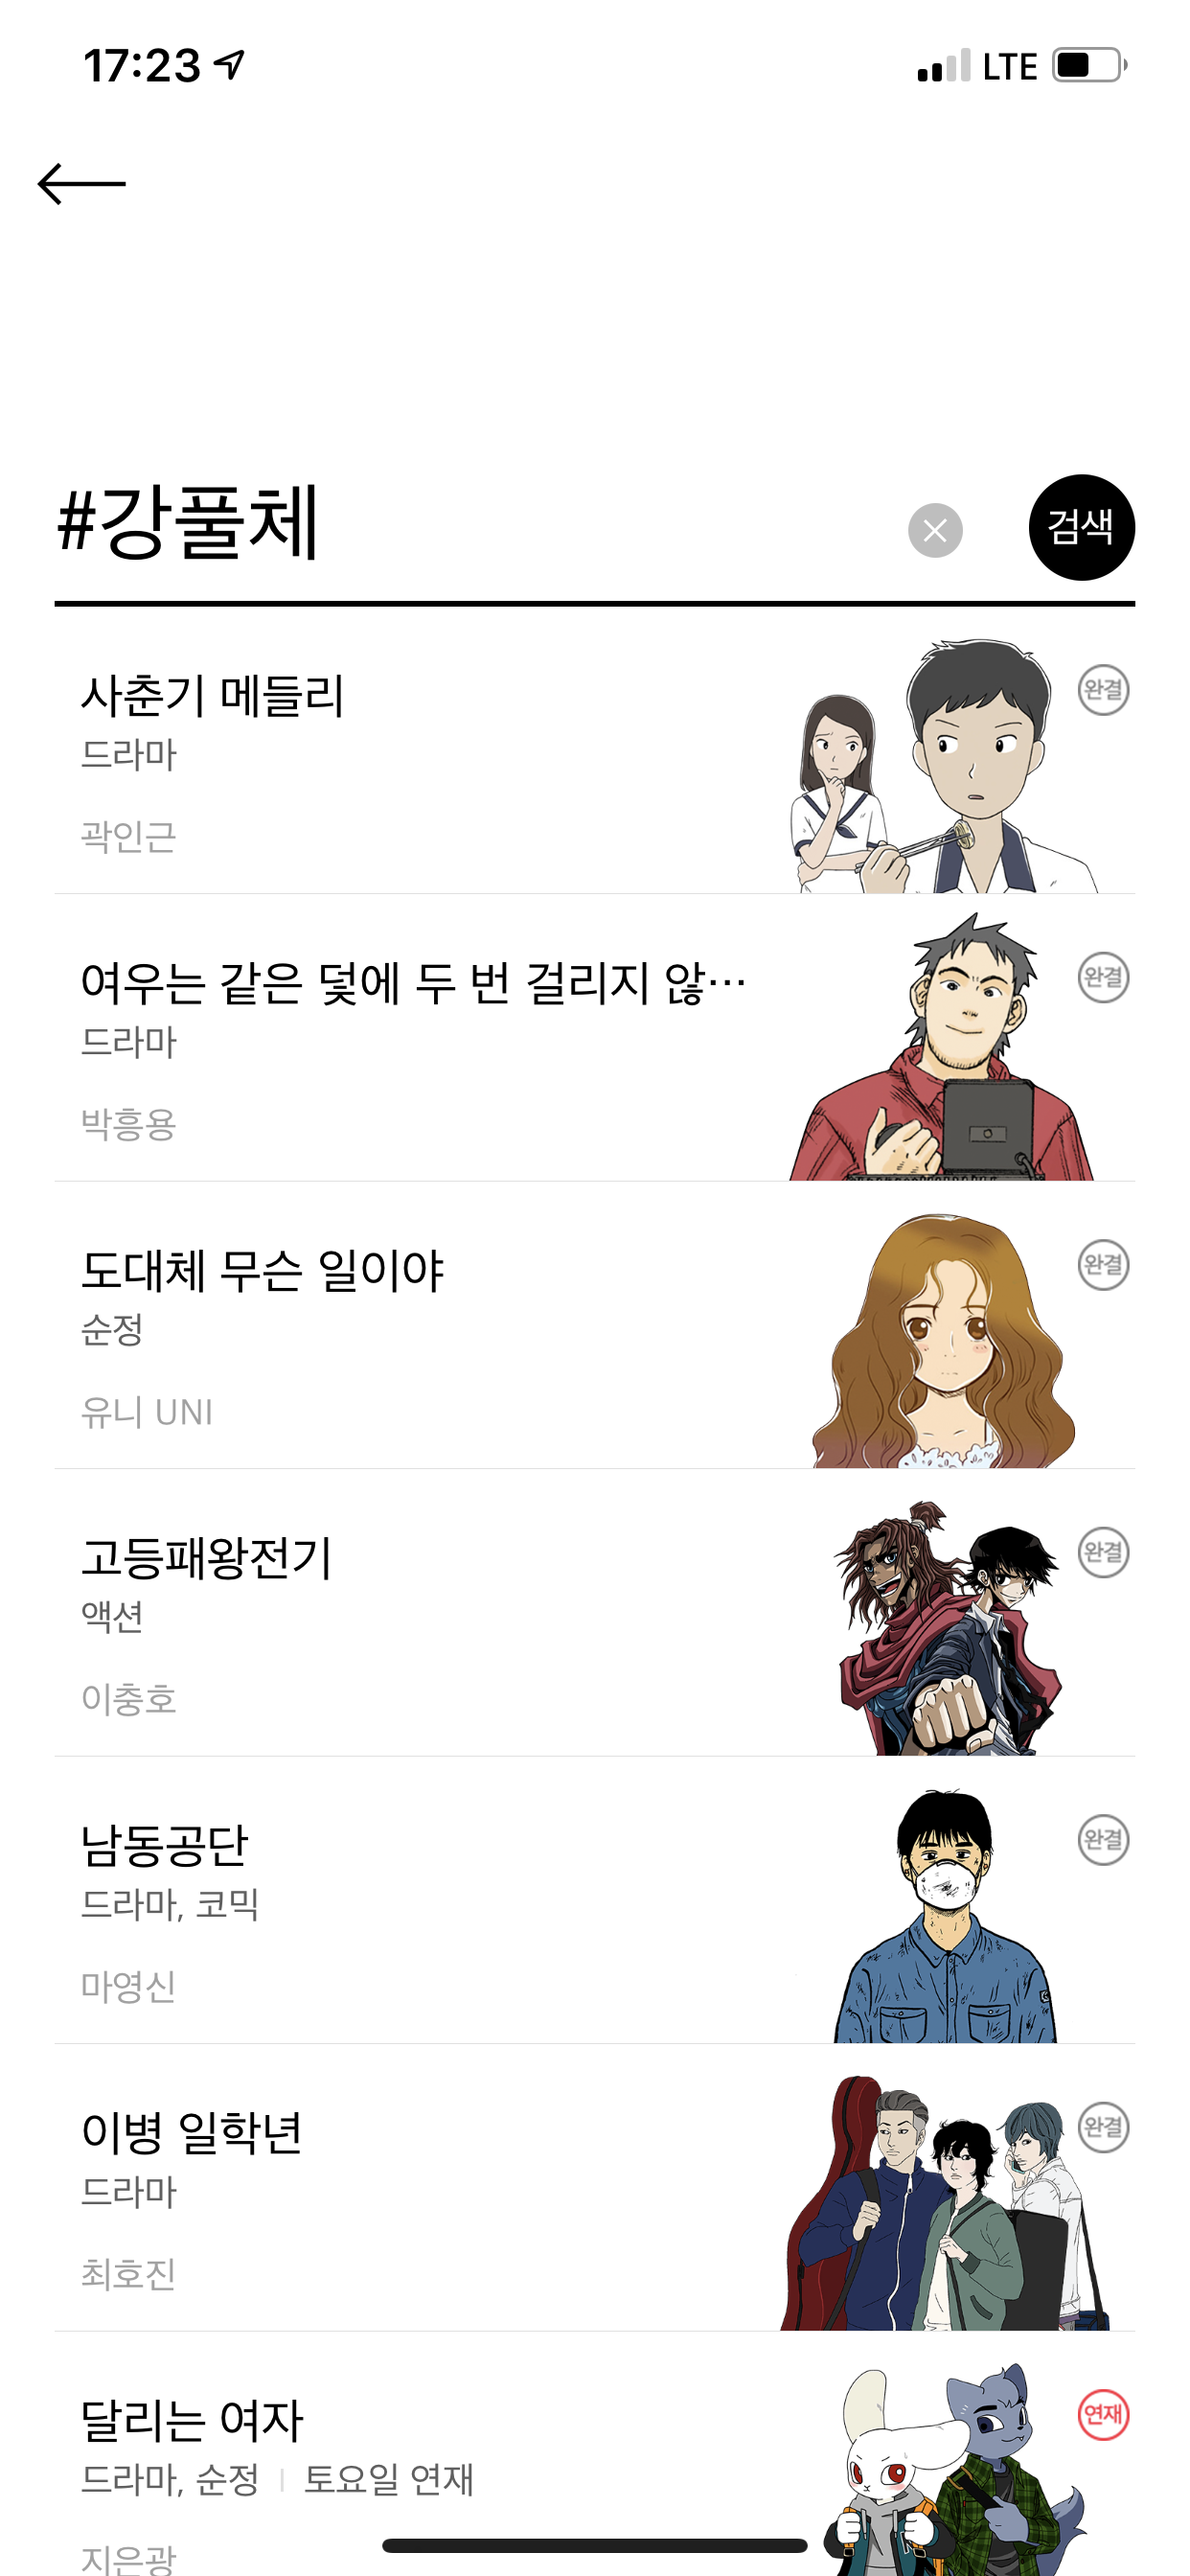 17:23
LTE
#강풀체
검색
사춘기 메들리
완결
드라마
곽인근
여우는 같은 덫에 두 번 걸리지 않…
완결
드라마
박흥용
도대체 무슨 일이야
완결
순정
유니 UNI
고등패왕전기
완결
액션
이충호
남동공단
완결
드라마, 코믹
마영신
이병 일학년
완결
드라마
최호진
달리는 여자
연재
드라마, 순정 | 토요일 연재
지은광